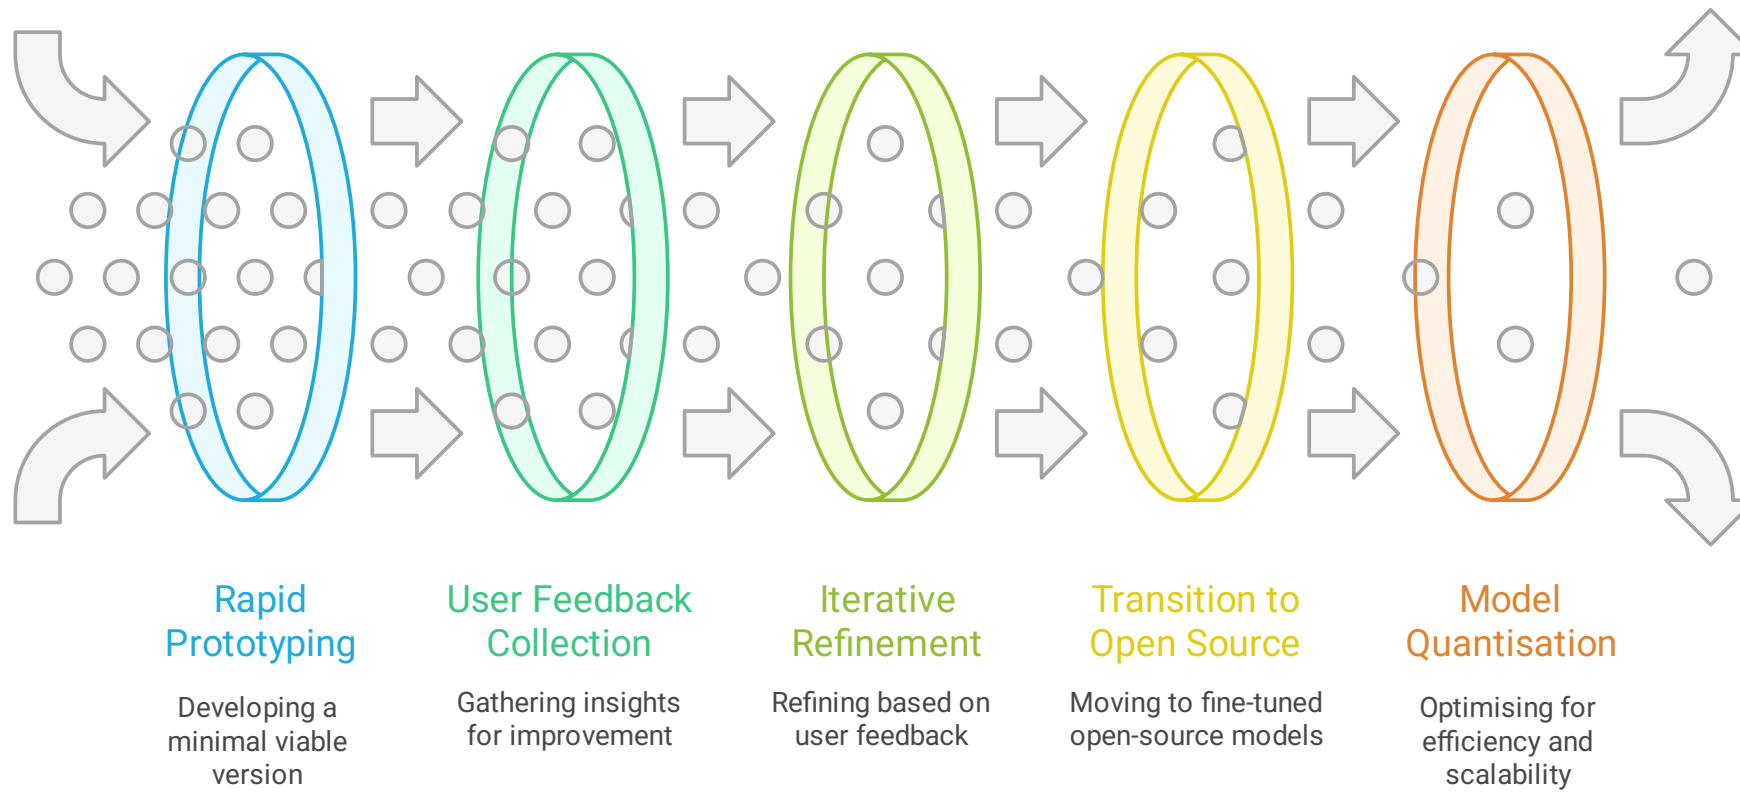 Rapid
Prototyping
Developing a
minimal viable
version
User Feedback
Collection
Gathering insights
for improvement
Iterative
Refinement
Refining based on
user feedback
Transition to
Open Source
Moving to fine-tuned
open-source models
Model
Quantisation
Optimising for
efficiency and
scalability